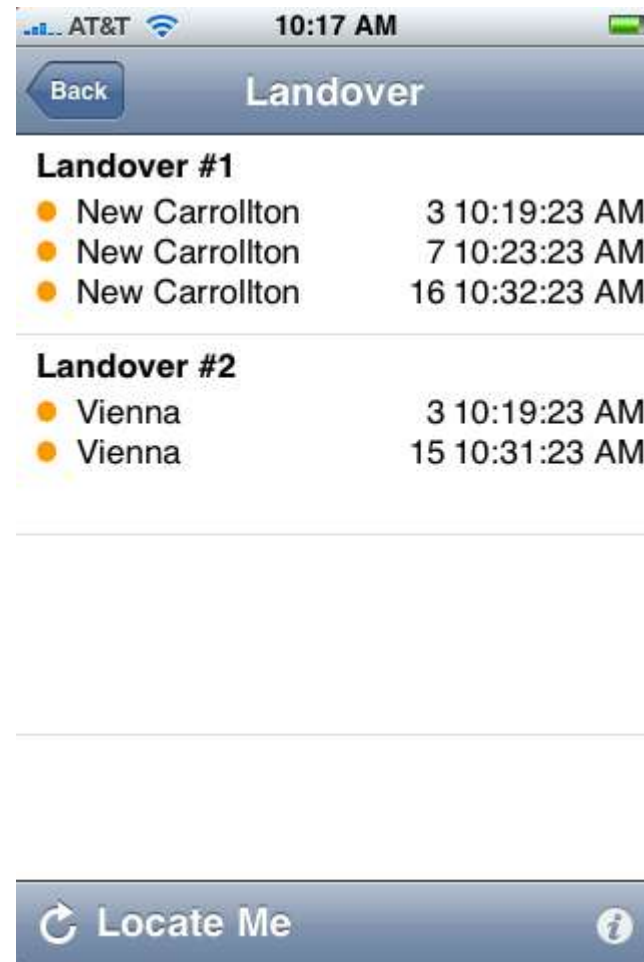 AT&T 10:17 AM
Back Landover
Landover #1
New Carrollton 3 10:19:23 AM
New Carrollton 7 10:23:23 AM
New Carrollton 16 10:32:23 AM
Landover #2
Vienna 3 10:19:23 AM
Vienna 15 10:31:23 AM
Locate Me i